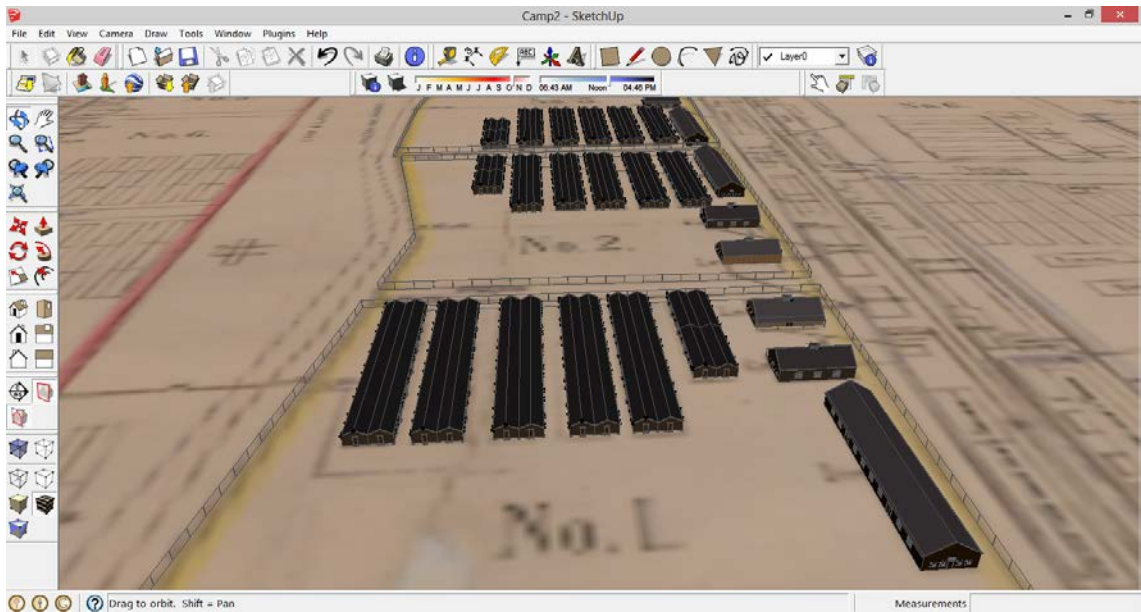 Camp2 - SketchUp
File Edit View Camera Draw Tools Window Plugins Help
ABC
Layer0
J F M A M J J A S O N D 06:43 AM Noon 04:46 PM
No. 2.
No. 1.
Drag to orbit. Shift = Pan
Measurements